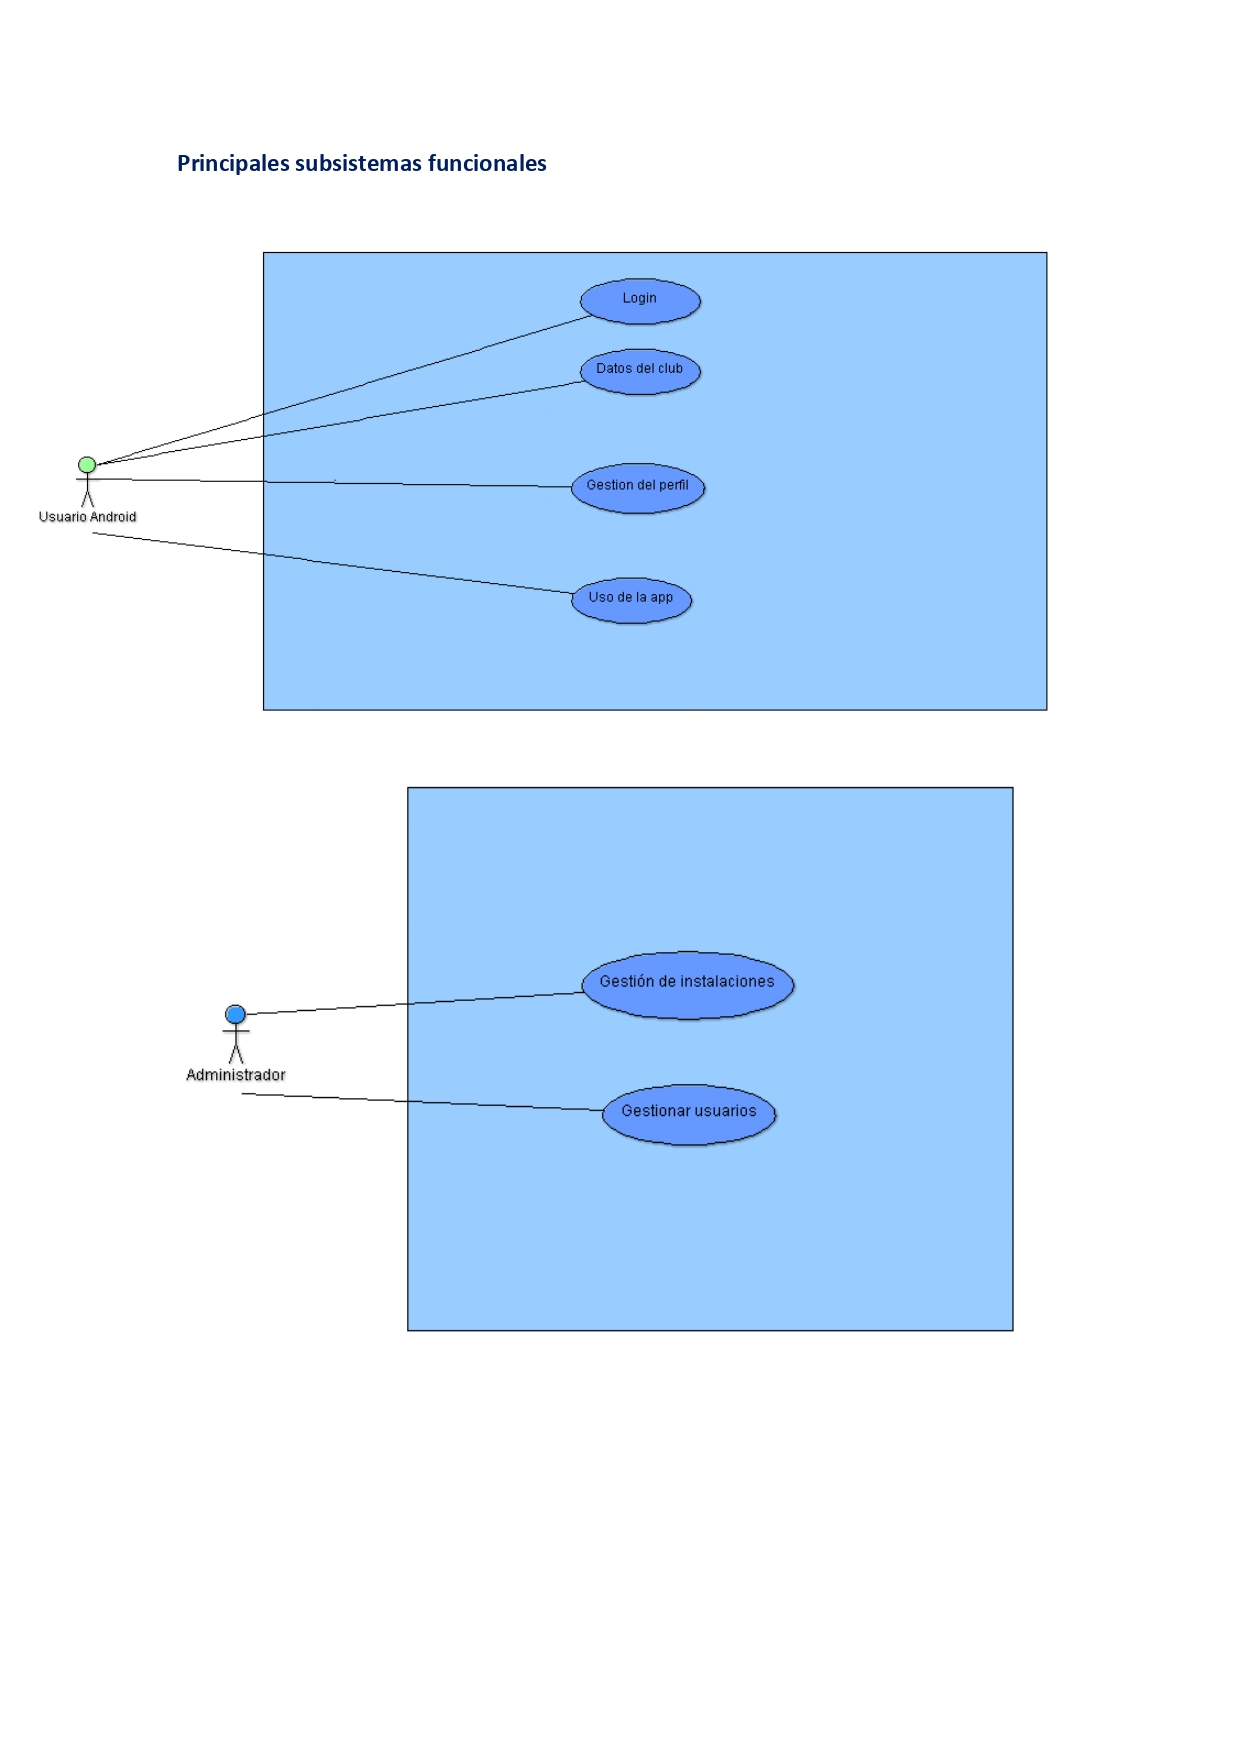 Principales subsistemas funcionales
Login
Datos del club
Gestion del perfil
Usuario Android
Uso de la app
Gestión de instalaciones
Administrador
Gestionar usuarios